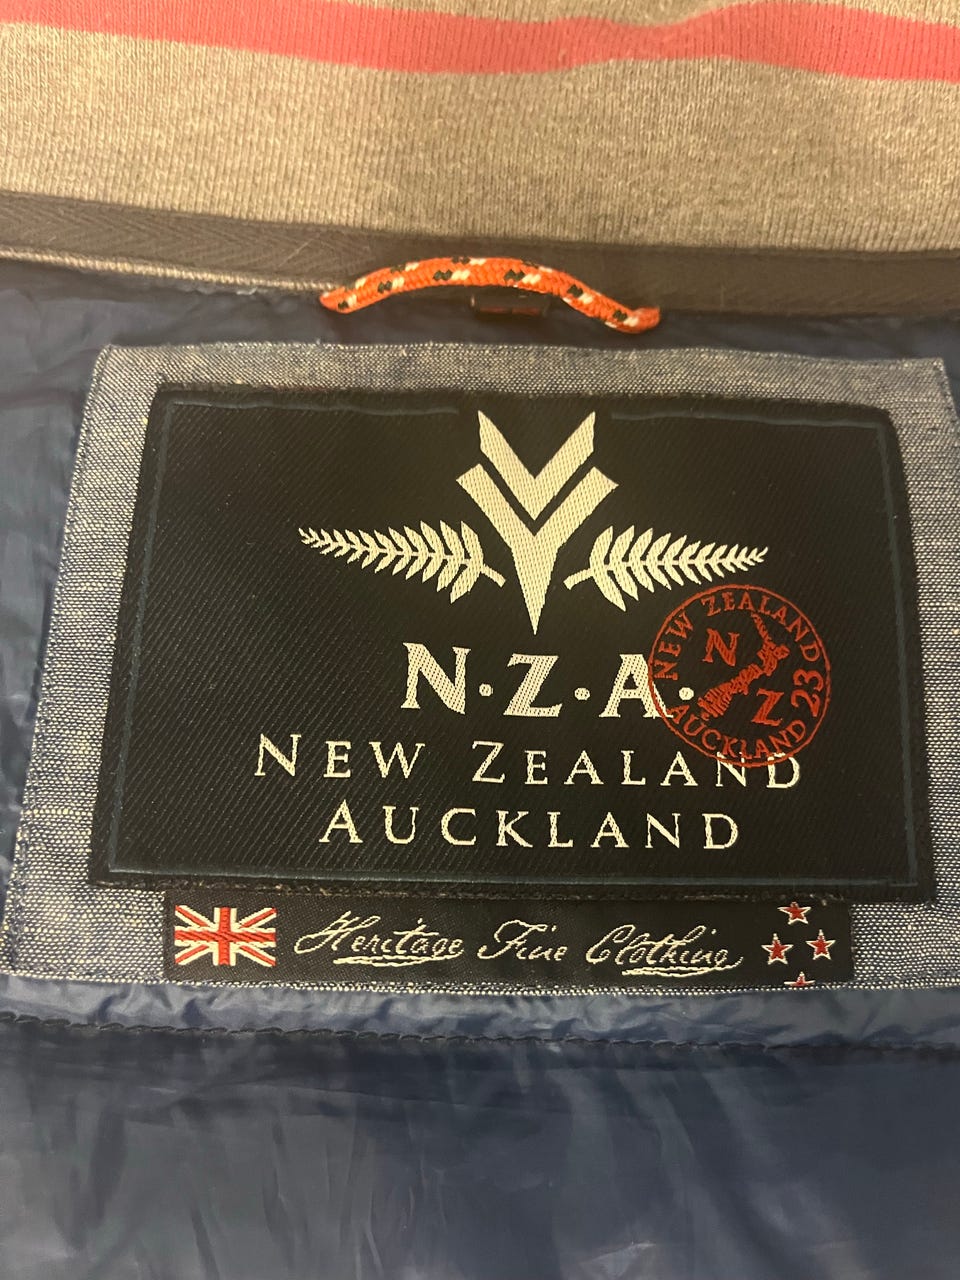 N·Z·A·
NEW ZEALAND
AUCKLAND
NEW ZEALAND
N
Z
AUCKLAND 23
Heritage Fine Clothing